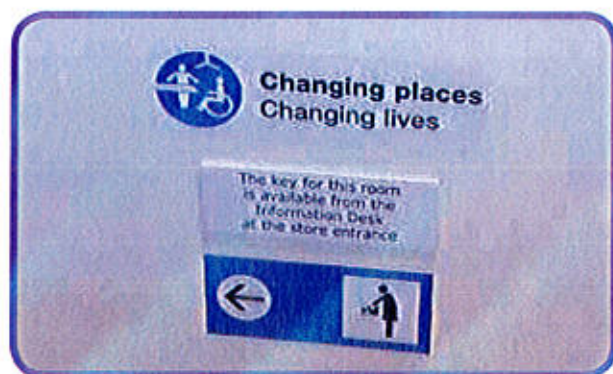 Changing places
Changing lives
The key for this room
is available from the
Information Desk
at the store entrance